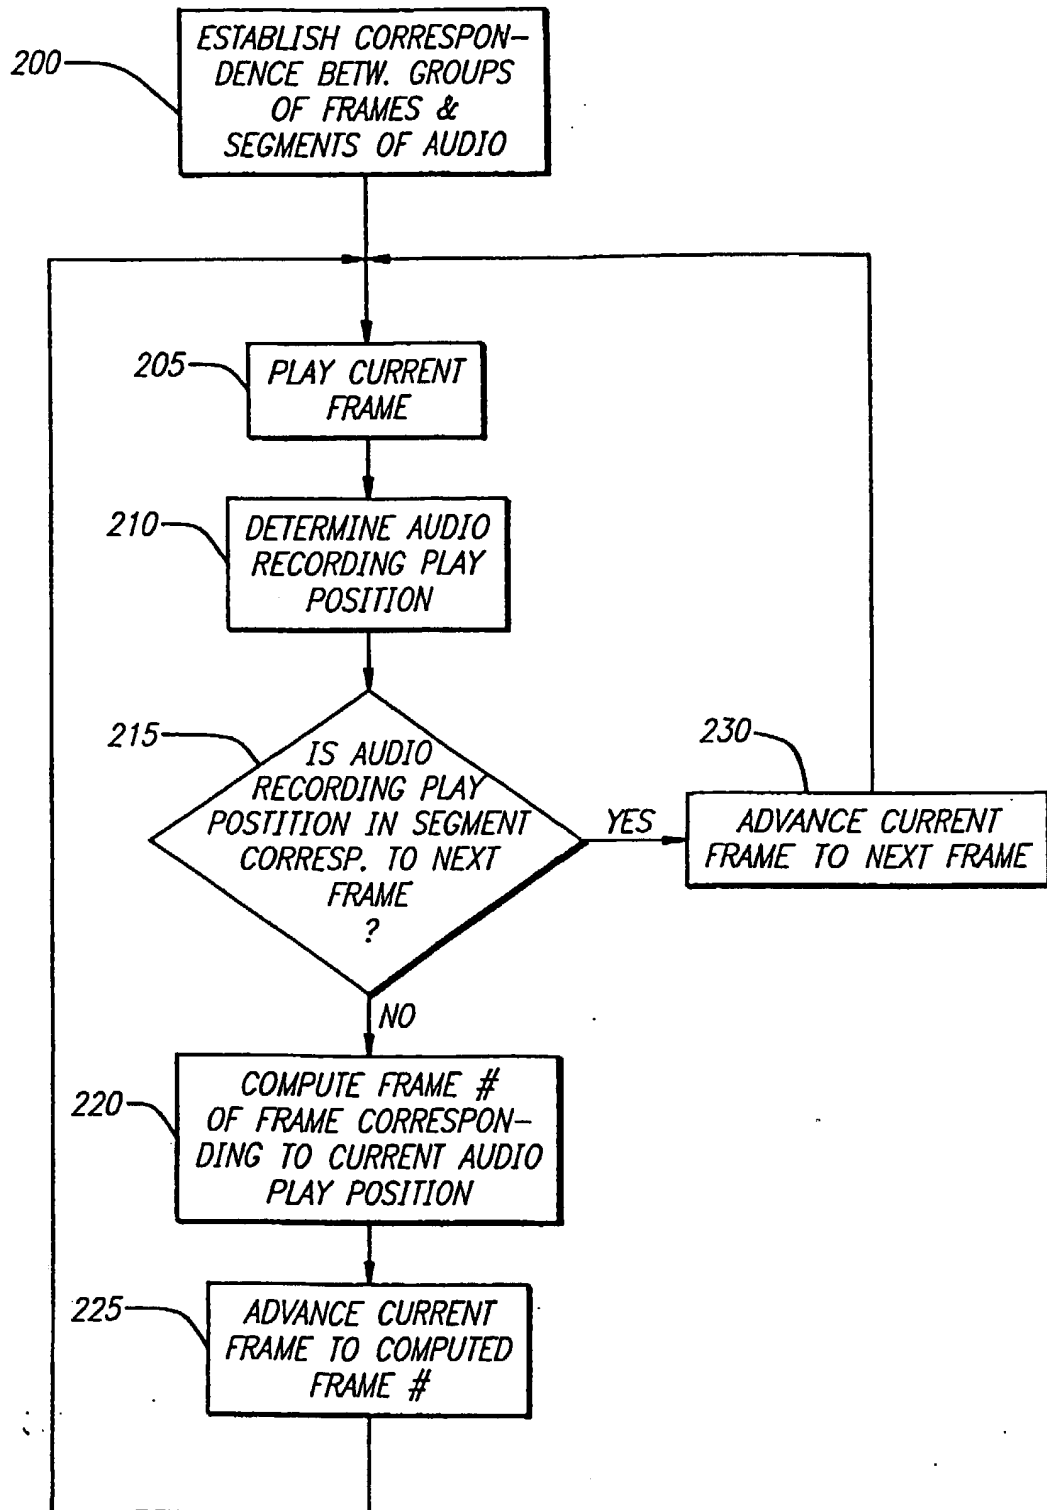 200
ESTABLISH CORRESPON-
DENCE BETW. GROUPS
OF FRAMES &
SEGMENTS OF AUDIO
205
PLAY CURRENT
FRAME
210
DETERMINE AUDIO
RECORDING PLAY
POSITION
215
IS AUDIO
RECORDING PLAY
POSTITION IN SEGMENT
CORRESP. TO NEXT
FRAME
?
YES
230
ADVANCE CURRENT
FRAME TO NEXT FRAME
NO
220
COMPUTE FRAME #
OF FRAME CORRESPON-
DING TO CURRENT AUDIO
PLAY POSITION
225
ADVANCE CURRENT
FRAME TO COMPUTED
FRAME #